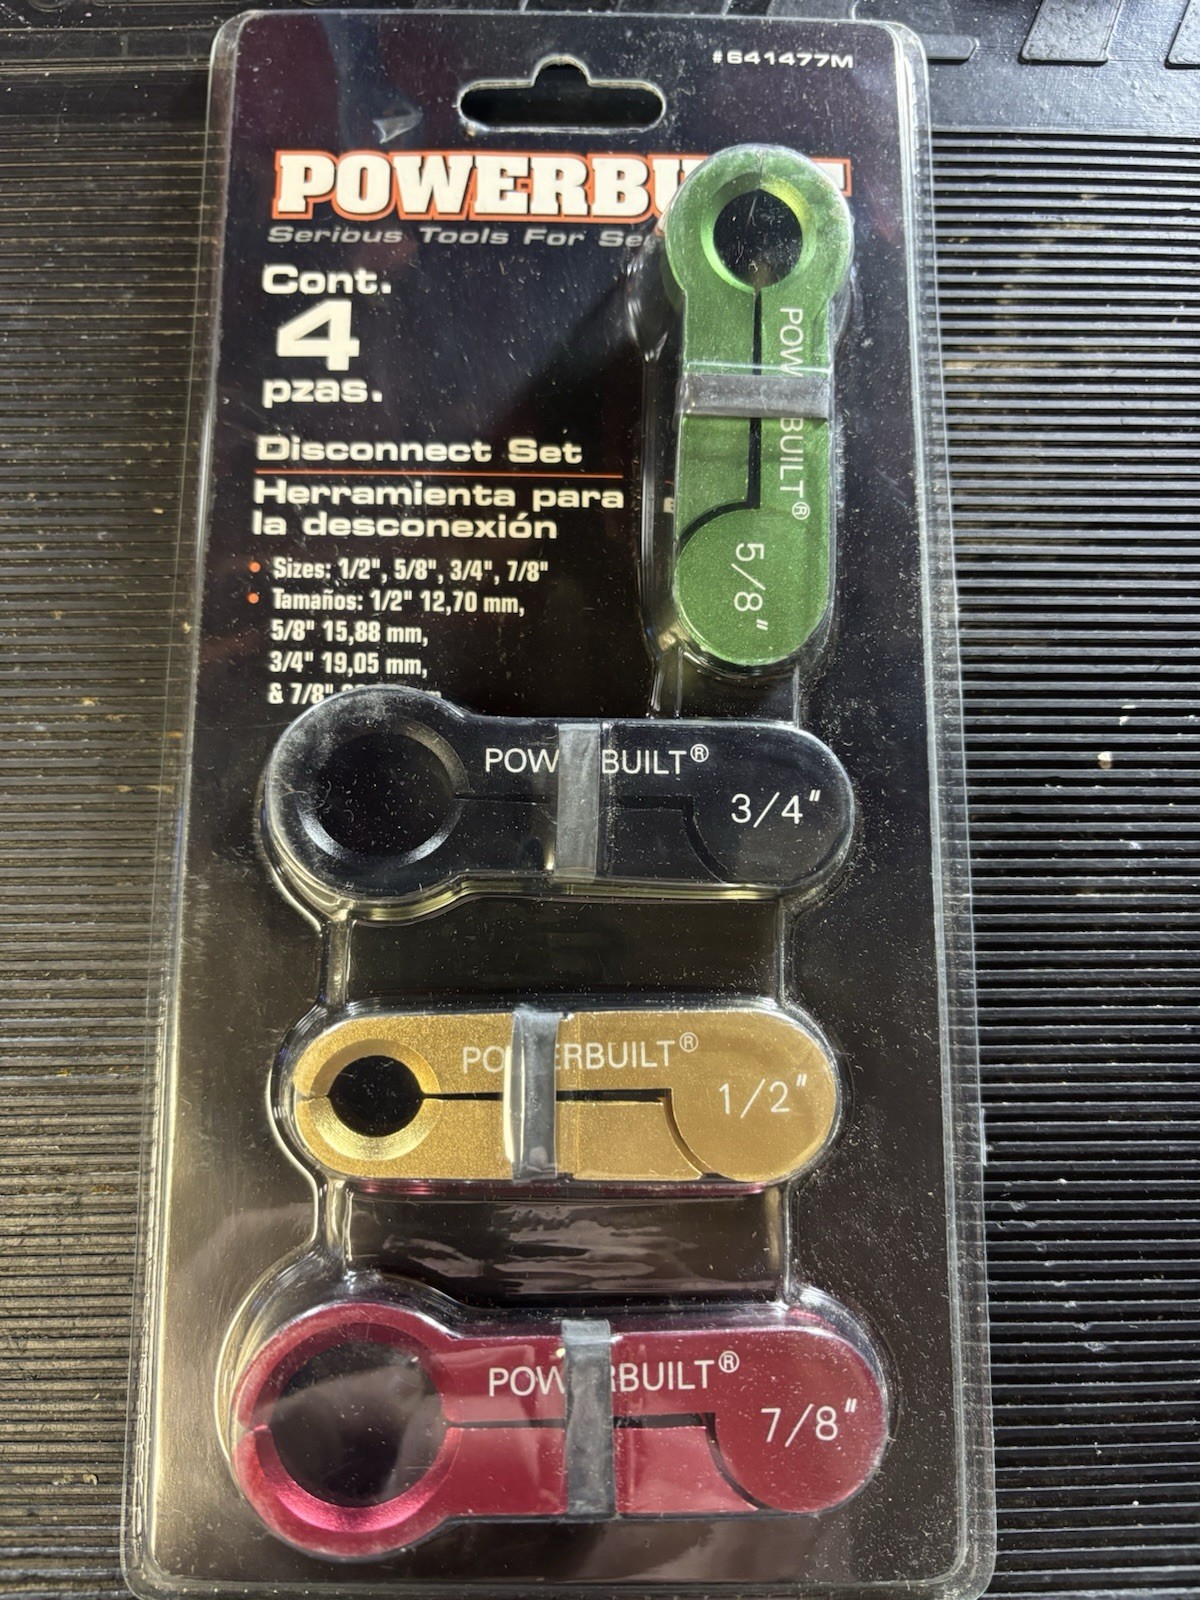 #641477M
POWERBU
Serious Tools For Se
Cont.
4
pzas.
Disconnect Set
Herramienta para
la desconexión
• Sizes: 1/2", 5/8", 3/4", 7/8"
• Tamaños: 1/2" 12,70 mm,
5/8" 15,88 mm,
3/4" 19,05 mm,
& 7/8"
POW BUILT®
5/8"
POW BUILT®
3/4"
PO ERBUILT®
1/2"
POW RBUILT®
7/8"